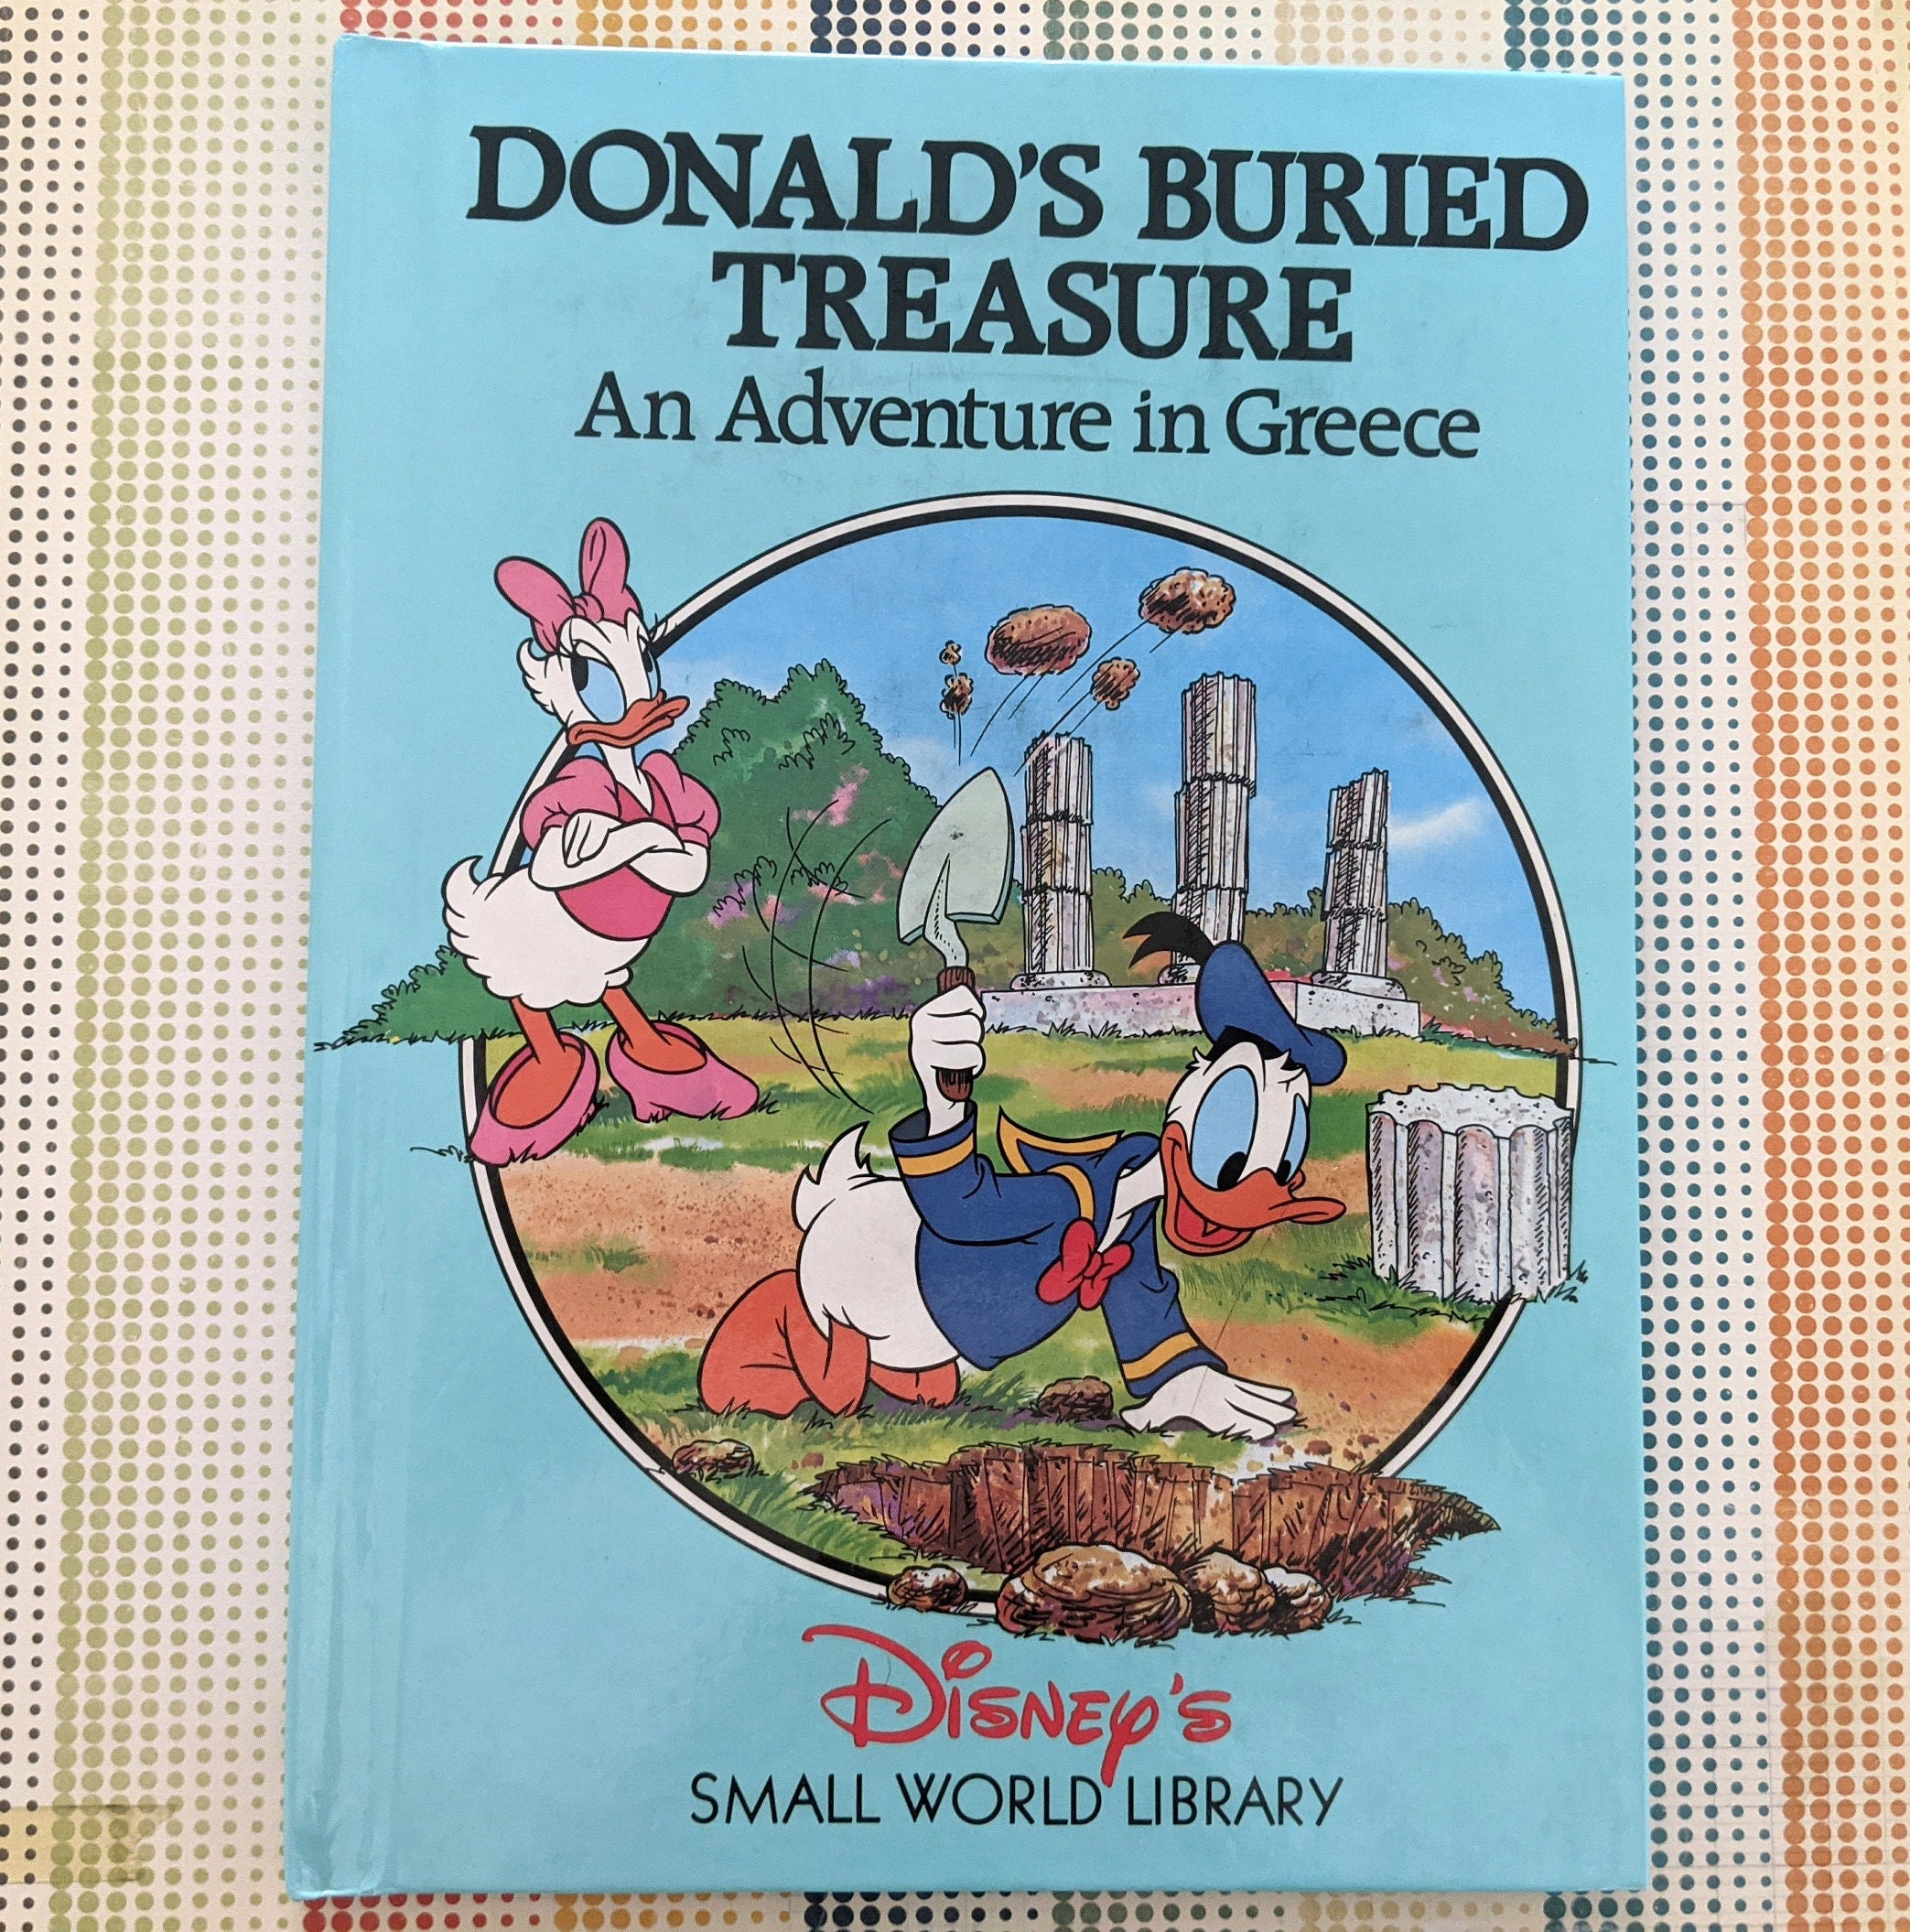 DONALD'S BURIED
TREASURE
An Adventure in Greece
Disney's
SMALL WORLD LIBRARY